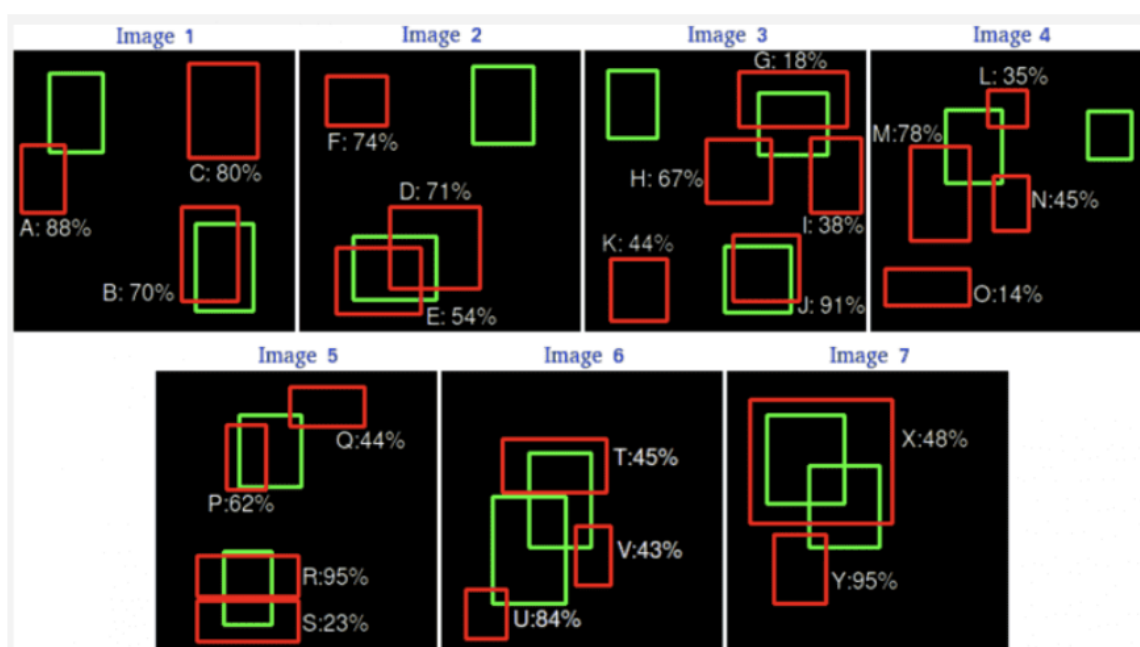 Image 1
Image 2
Image 3
Image 4
G: 18%
L: 35%
M:78%
F: 74%
C: 80%
H: 67%
D: 71%
N:45%
A: 88%
I: 38%
K: 44%
B: 70%
O:14%
J: 91%
E: 54%
Image 5
Image 6
Image 7
Q:44%
X:48%
T:45%
P:62%
V:43%
R:95%
Y:95%
U:84%
S:23%